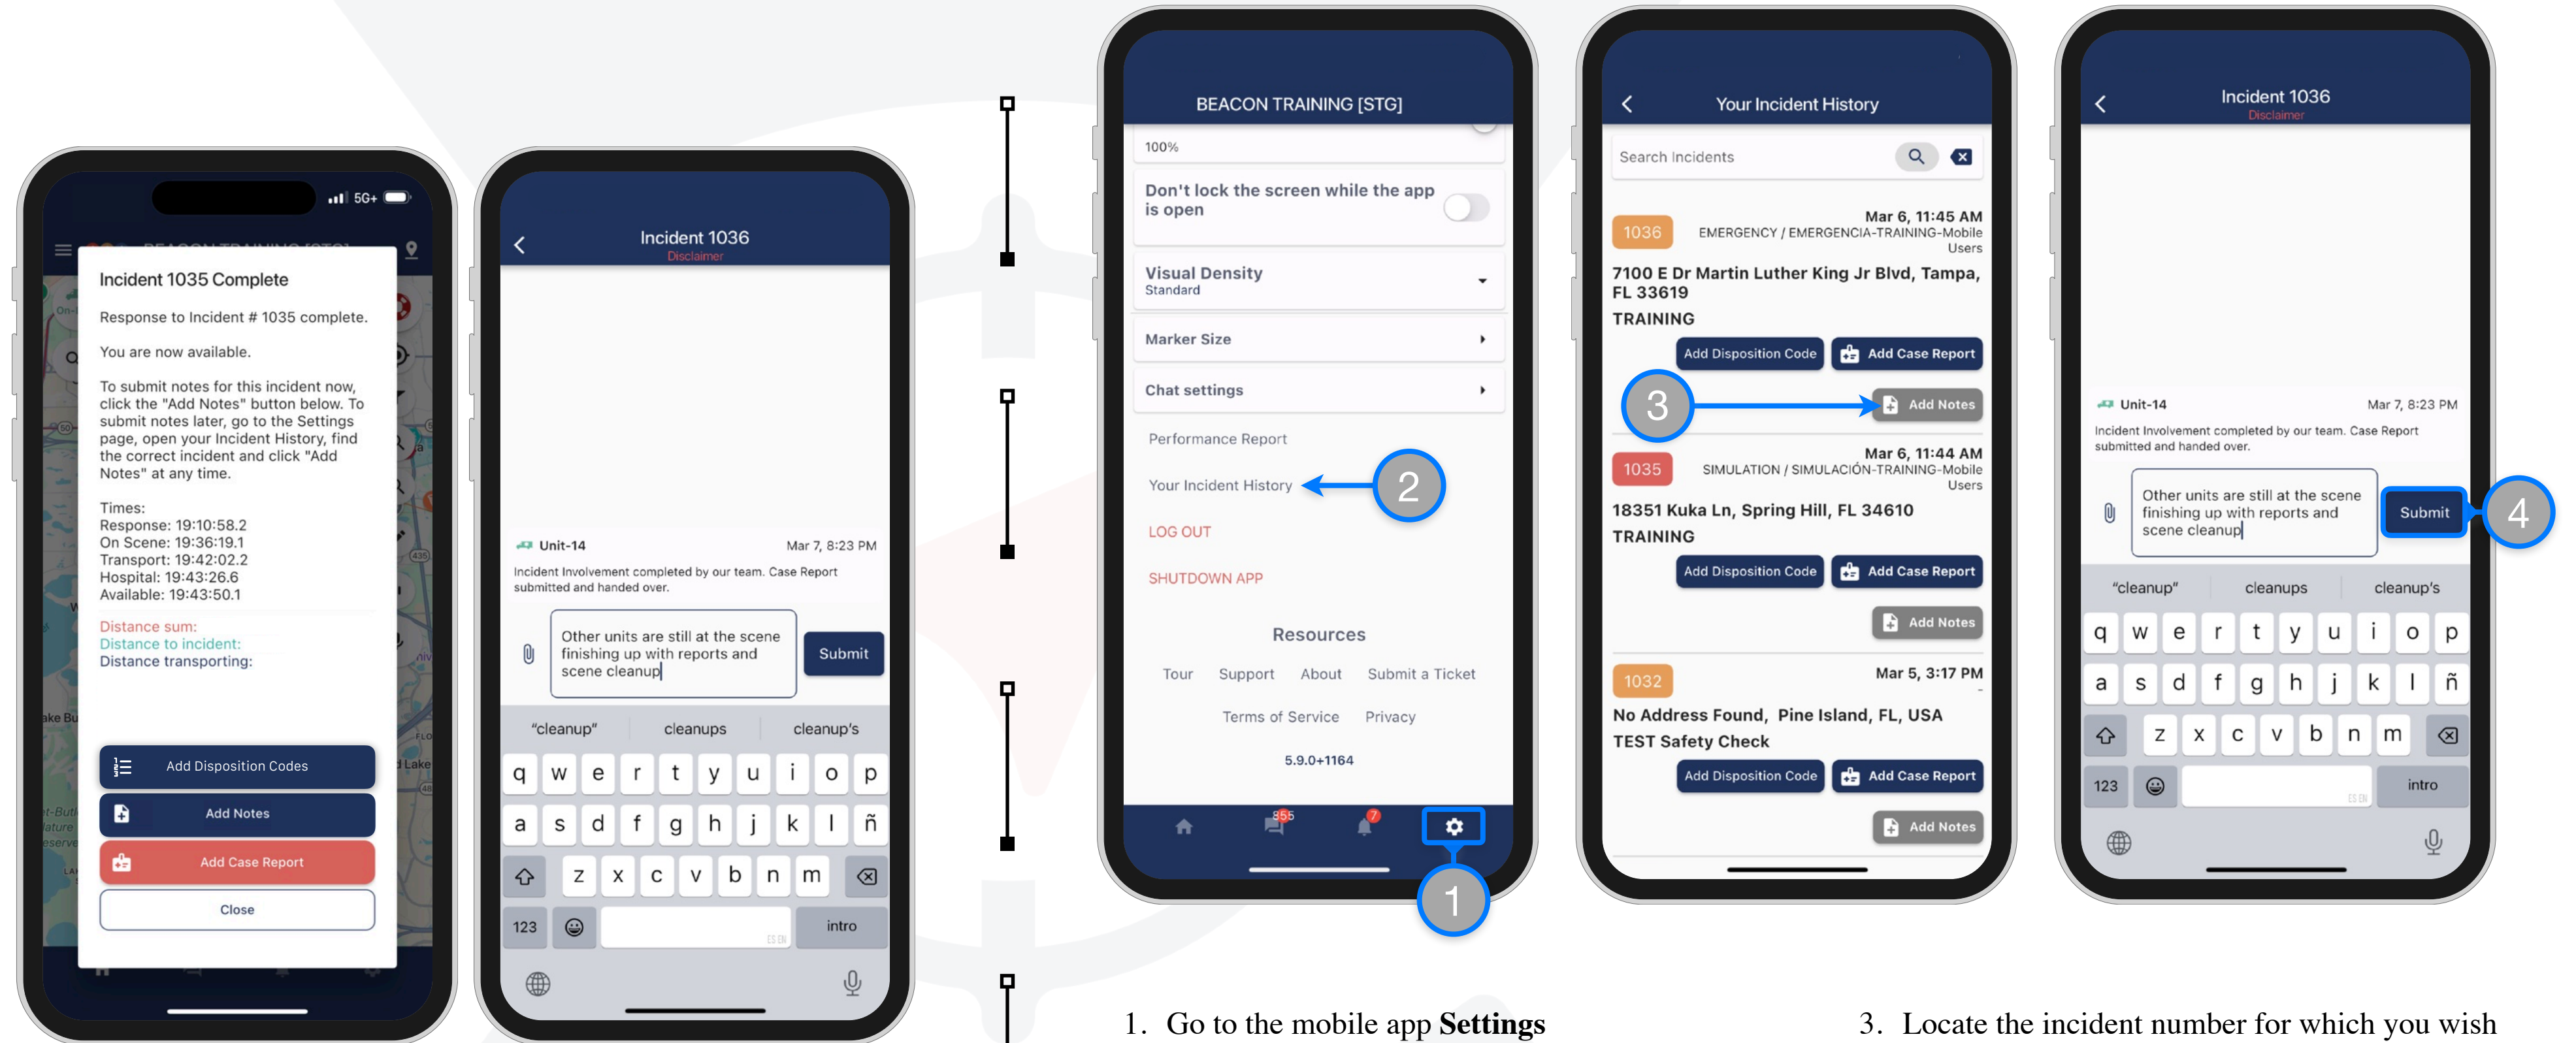 5G+
Incident 1035 Complete
Response to Incident # 1035 complete.
You are now available.
To submit notes for this incident now,
click the "Add Notes" button below. To
submit notes later, go to the Settings
page, open your Incident History, find
the correct incident and click "Add
Notes" at any time.
Times:
Response: 19:10:58.2
On Scene: 19:36:19.1
Transport: 19:42:02.2
Hospital: 19:43:26.6
Available: 19:43:50.1
Distance sum:
Distance to incident:
Distance transporting:
Add Disposition Codes
Add Notes
Add Case Report
Close
Incident 1036
Disclaimer
Unit-14
Mar 7, 8:23 PM
Incident Involvement completed by our team. Case Report
submitted and handed over.
Other units are still at the scene
finishing up with reports and
scene cleanup
Submit
“cleanup” cleanups cleanup's
q w e r t y u i o p
a s d f g h j k l ñ
z x c v b n m
123
ES EN
intro
BEACON TRAINING [STG]
100%
Don't lock the screen while the app
is open
Visual Density
Standard
Marker Size
Chat settings
Performance Report
Your Incident History
2
LOG OUT
SHUTDOWN APP
Resources
Tour Support About Submit a Ticket
Terms of Service Privacy
5.9.0+1164
855
7
1
Your Incident History
Search Incidents
Mar 6, 11:45 AM
1036
EMERGENCY / EMERGENCIA-TRAINING-Mobile
Users
7100 E Dr Martin Luther King Jr Blvd, Tampa,
FL 33619
TRAINING
Add Disposition Code
Add Case Report
3
Add Notes
Mar 6, 11:44 AM
1035
SIMULATION / SIMULACIÓN-TRAINING-Mobile
Users
18351 Kuka Ln, Spring Hill, FL 34610
TRAINING
Add Disposition Code
Add Case Report
Add Notes
1032
Mar 5, 3:17 PM
-
No Address Found, Pine Island, FL, USA
TEST Safety Check
Add Disposition Code
Add Case Report
Add Notes
Incident 1036
Disclaimer
Unit-14
Mar 7, 8:23 PM
Incident Involvement completed by our team. Case Report
submitted and handed over.
Other units are still at the scene
finishing up with reports and
scene cleanup
Submit
4
“cleanup” cleanups cleanup's
q w e r t y u i o p
a s d f g h j k l ñ
z x c v b n m
123
ES EN
intro
1. Go to the mobile app Settings
3. Locate the incident number for which you wish